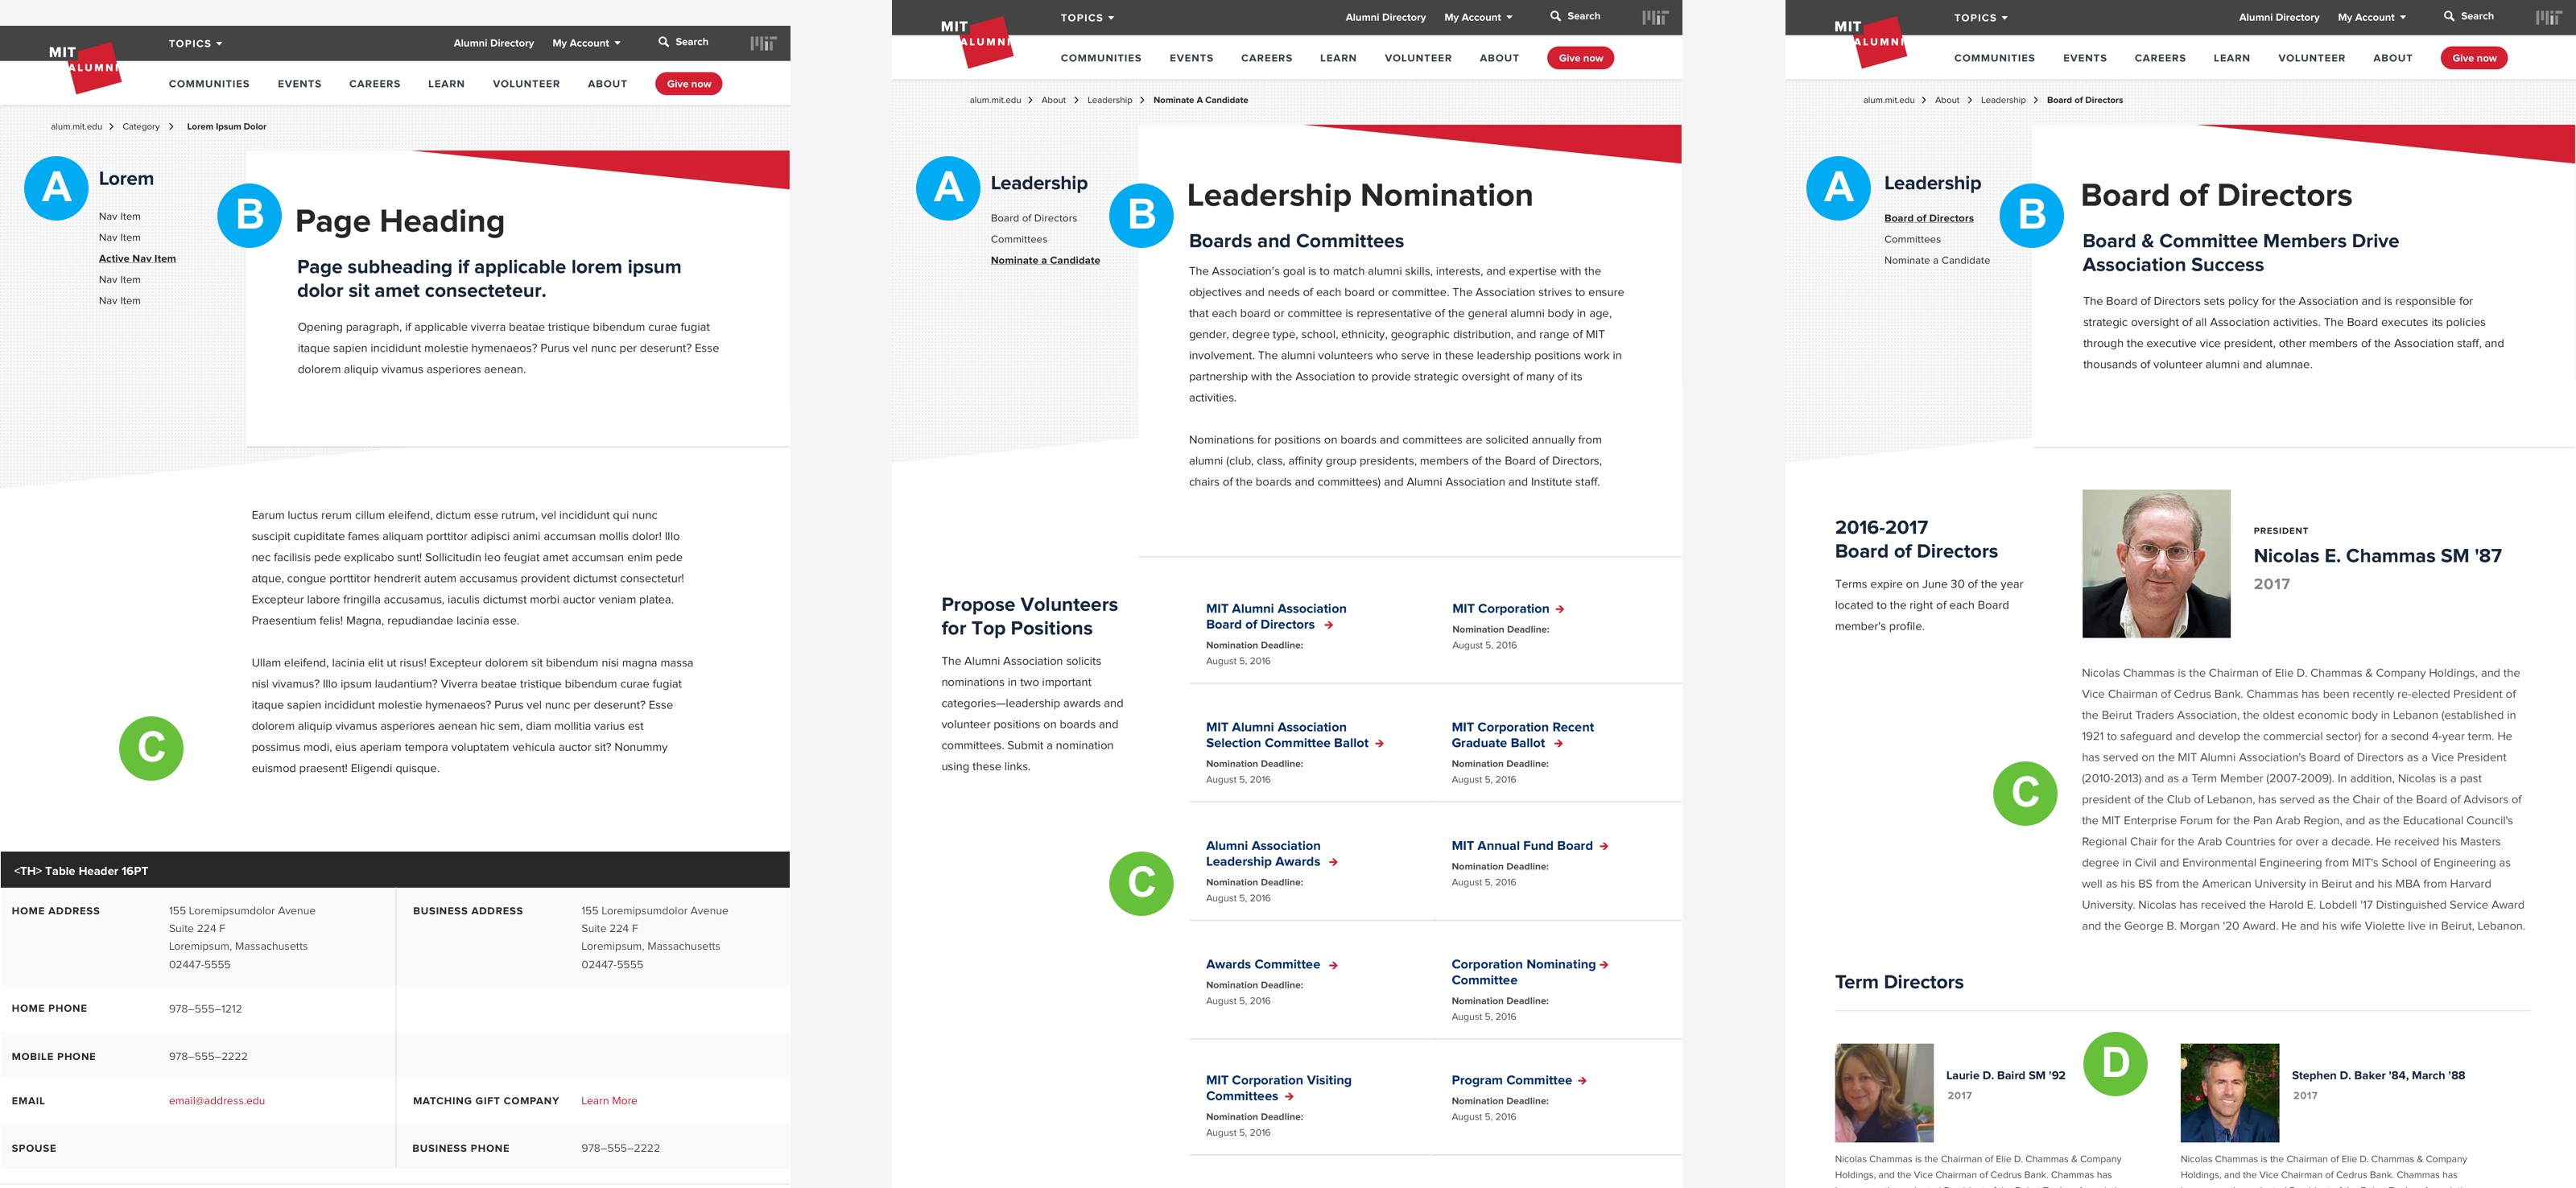 MIT
ALUMNI
TOPICS
Alumni Directory
My Account
Search
COMMUNITIES
EVENTS
CAREERS
LEARN
VOLUNTEER
ABOUT
Give now
alum.mit.edu > Category > Lorem Ipsum Dolor
A
Lorem
Nav Item
Nav Item
Active Nav Item
Nav Item
Nav Item
B
Page Heading
Page subheading if applicable lorem ipsum
dolor sit amet consecteteur.
Opening paragraph, if applicable viverra beatae tristique bibendum curae fugiat
itaque sapien incididunt molestie hymenaeos? Purus vel nunc per deserunt? Esse
dolorem aliquip vivamus asperiores aenean.
Earum luctus rerum cillum eleifend, dictum esse rutrum, vel incididunt qui nunc
suscipit cupiditate fames aliquam porttitor adipisci animi accumsan mollis dolor! Illo
nec facilisis pede explicabo sunt! Sollicitudin leo feugiat amet accumsan enim pede
atque, congue porttitor hendrerit autem accusamus provident dictumst consectetur!
Excepteur labore fringilla accusamus, iaculis dictumst morbi auctor veniam platea.
Praesentium felis! Magna, repudiandae lacinia esse.
Ullam eleifend, lacinia elit ut risus! Excepteur dolorem sit bibendum nisi magna massa
nisl vivamus? Illo ipsum laudantium? Viverra beatae tristique bibendum curae fugiat
itaque sapien incididunt molestie hymenaeos? Purus vel nunc per deserunt? Esse
dolorem aliquip vivamus asperiores aenean hic sem, diam mollitia varius est
possimus modi, eius aperiam tempora voluptatem vehicula auctor sit? Nonummy
euismod praesent! Eligendi quisque.
C
<TH> Table Header 16PT
HOME ADDRESS
155 Loremipsumdolor Avenue
Suite 224 F
Loremipsum, Massachusetts
02447-5555
BUSINESS ADDRESS
155 Loremipsumdolor Avenue
Suite 224 F
Loremipsum, Massachusetts
02447-5555
HOME PHONE
978–555–1212
MOBILE PHONE
978–555–2222
EMAIL
email@address.edu
MATCHING GIFT COMPANY
Learn More
SPOUSE
BUSINESS PHONE
978–555–2222
MIT
ALUMNI
TOPICS
Alumni Directory
My Account
Search
COMMUNITIES
EVENTS
CAREERS
LEARN
VOLUNTEER
ABOUT
Give now
alum.mit.edu > About > Leadership > Nominate A Candidate
A
Leadership
Board of Directors
Committees
Nominate a Candidate
B
Leadership Nomination
Boards and Committees
The Association's goal is to match alumni skills, interests, and expertise with the
objectives and needs of each board or committee. The Association strives to ensure
that each board or committee is representative of the general alumni body in age,
gender, degree type, school, ethnicity, geographic distribution, and range of MIT
involvement. The alumni volunteers who serve in these leadership positions work in
partnership with the Association to provide strategic oversight of many of its
activities.
Nominations for positions on boards and committees are solicited annually from
alumni (club, class, affinity group presidents, members of the Board of Directors,
chairs of the boards and committees) and Alumni Association and Institute staff.
Propose Volunteers
for Top Positions
The Alumni Association solicits
nominations in two important
categories—leadership awards and
volunteer positions on boards and
committees. Submit a nomination
using these links.
C
MIT Alumni Association
Board of Directors
Nomination Deadline:
August 5, 2016
MIT Corporation
Nomination Deadline:
August 5, 2016
MIT Alumni Association
Selection Committee Ballot
Nomination Deadline:
August 5, 2016
MIT Corporation Recent
Graduate Ballot
Nomination Deadline:
August 5, 2016
Alumni Association
Leadership Awards
Nomination Deadline:
August 5, 2016
MIT Annual Fund Board
Nomination Deadline:
August 5, 2016
Awards Committee
Nomination Deadline:
August 5, 2016
Corporation Nominating
Committee
Nomination Deadline:
August 5, 2016
MIT Corporation Visiting
Committees
Nomination Deadline:
August 5, 2016
Program Committee
Nomination Deadline:
August 5, 2016
MIT
ALUMNI
TOPICS
Alumni Directory
My Account
Search
COMMUNITIES
EVENTS
CAREERS
LEARN
VOLUNTEER
ABOUT
Give now
alum.mit.edu > About > Leadership > Board of Directors
A
Leadership
Board of Directors
Committees
Nominate a Candidate
B
Board of Directors
Board & Committee Members Drive
Association Success
The Board of Directors sets policy for the Association and is responsible for
strategic oversight of all Association activities. The Board executes its policies
through the executive vice president, other members of the Association staff, and
thousands of volunteer alumni and alumnae.
2016-2017
Board of Directors
Terms expire on June 30 of the year
located to the right of each Board
member's profile.
PRESIDENT
Nicolas E. Chammas SM '87
2017
C
Nicolas Chammas is the Chairman of Elie D. Chammas & Company Holdings, and the
Vice Chairman of Cedrus Bank. Chammas has been recently re-elected President of
the Beirut Traders Association, the oldest economic body in Lebanon (established in
1921 to safeguard and develop the commercial sector) for a second 4-year term. He
has served on the MIT Alumni Association's Board of Directors as a Vice President
(2010-2013) and as a Term Member (2007-2009). In addition, Nicolas is a past
president of the Club of Lebanon, has served as the Chair of the Board of Advisors of
the MIT Enterprise Forum for the Pan Arab Region, and as the Educational Council's
Regional Chair for the Arab Countries for over a decade. He received his Masters
degree in Civil and Environmental Engineering from MIT's School of Engineering as
well as his BS from the American University in Beirut and his MBA from Harvard
University. Nicolas has received the Harold E. Lobdell '17 Distinguished Service Award
and the George B. Morgan '20 Award. He and his wife Violette live in Beirut, Lebanon.
Term Directors
Laurie D. Baird SM '92
2017
D
Stephen D. Baker '84, March '88
2017
Nicolas Chammas is the Chairman of Elie D. Chammas & Company
Holdings, and the Vice Chairman of Cedrus Bank. Chammas has
Nicolas Chammas is the Chairman of Elie D. Chammas & Company
Holdings, and the Vice Chairman of Cedrus Bank. Chammas has